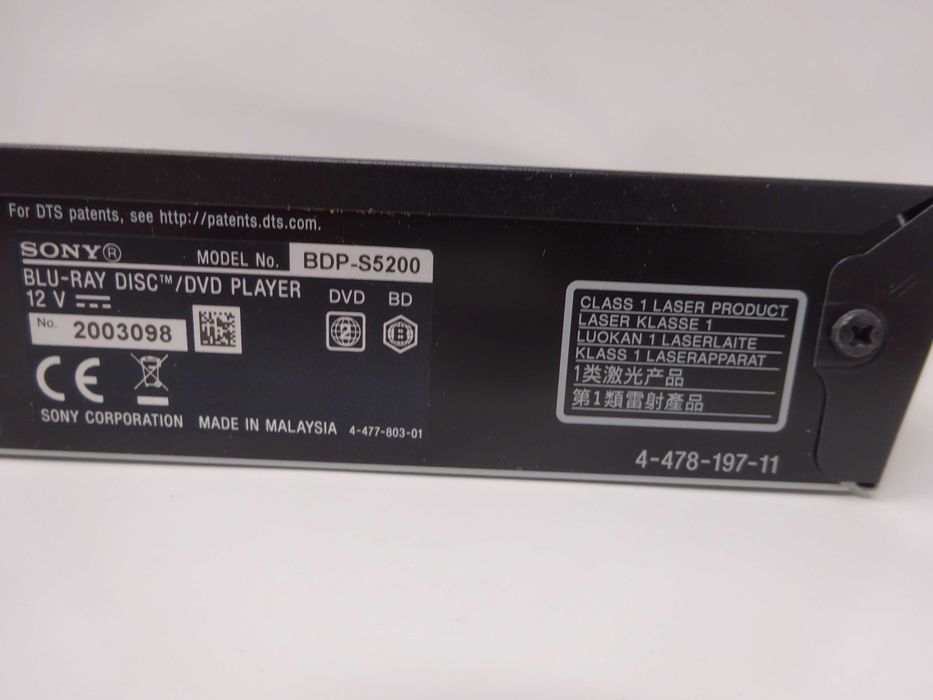 For DTS patents, see http://patents.dts.com.
SONY® MODEL No. BDP-S5200
BLU-RAY DISC™/DVD PLAYER
12 V
DVD BD
No. 2003098
2 B
CE
SONY CORPORATION MADE IN MALAYSIA 4-477-803-01
CLASS 1 LASER PRODUCT
LASER KLASSE 1
LUOKAN 1 LASERLAITE
KLASS 1 LASERAPPARAT
1类激光产品
第1類雷射產品
4-478-197-11